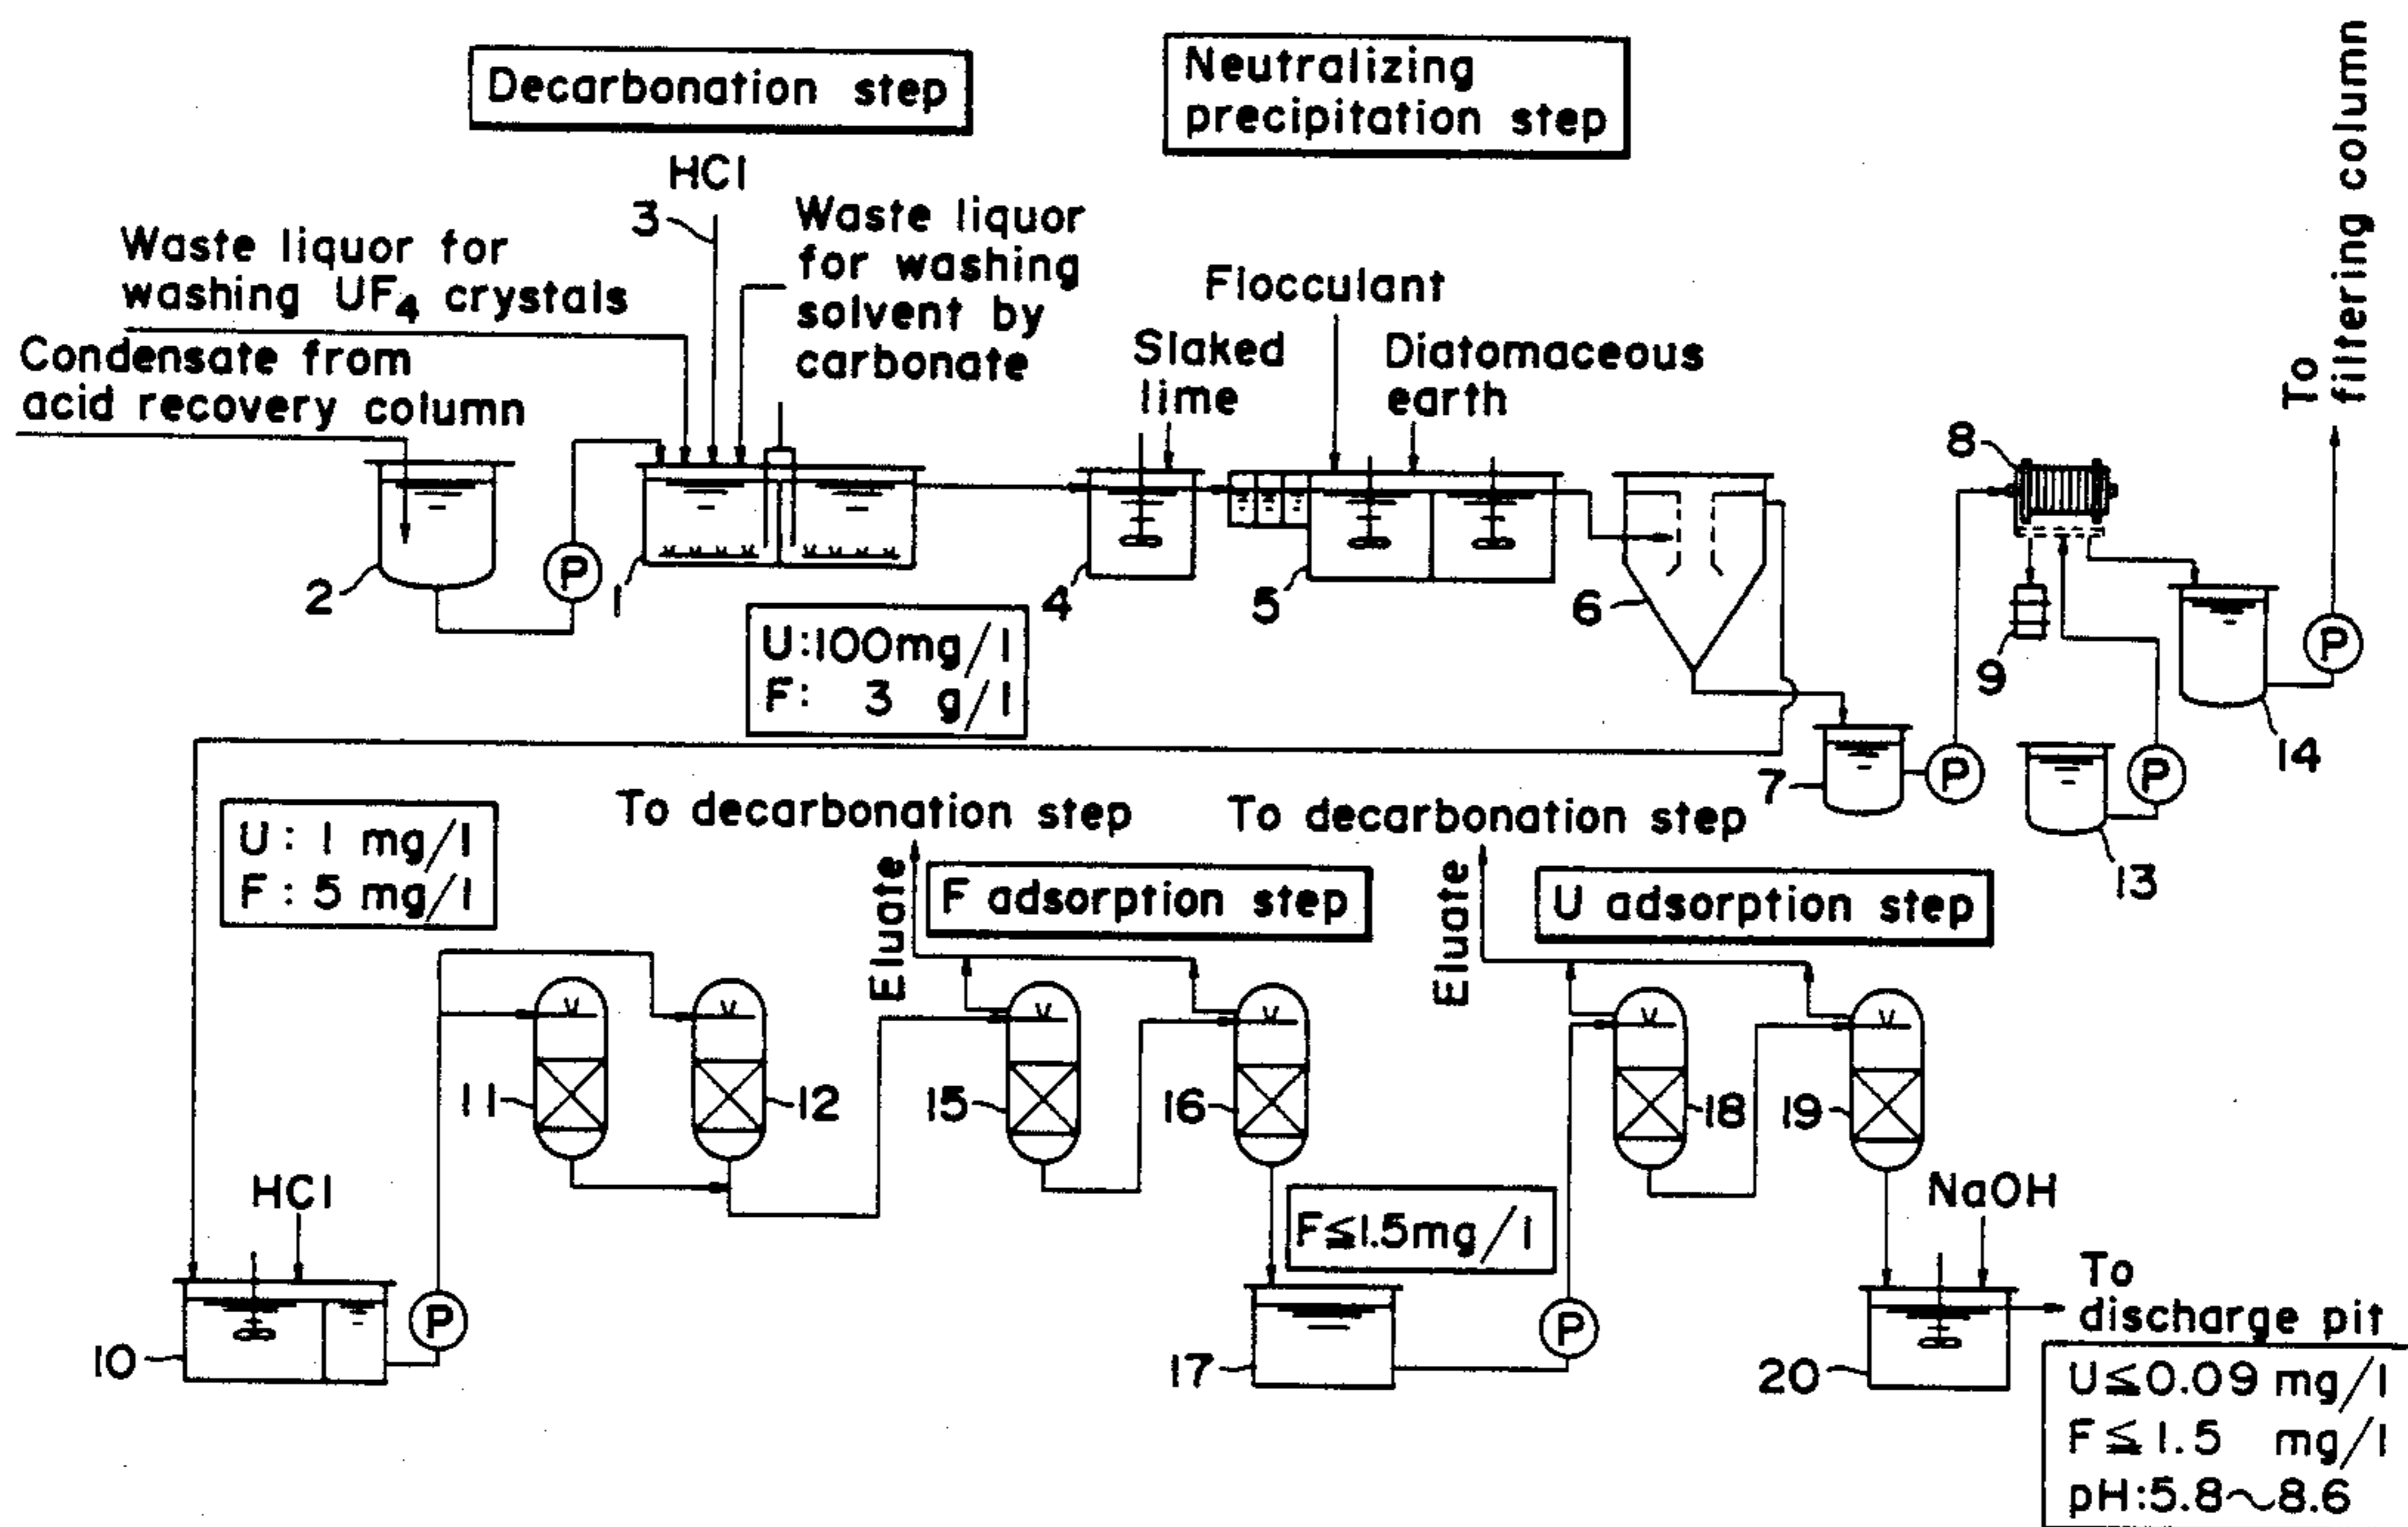 Decarbonation step
Neutralizing
precipitation step
To
filtering column
HCl
3
Waste liquor
for washing
solvent by
carbonate
Waste liquor for
washing UF4 crystals
Condensate from
acid recovery column
Flocculant
Slaked
lime
Diatomaceous
earth
8
2
P
1
4
5
6
9
P
14
U:100mg/l
F: 3 g/l
7
P
P
13
U: 1 mg/l
F: 5 mg/l
To decarbonation step
To decarbonation step
Eluate
F adsorption step
Eluate
U adsorption step
11
12
15
16
18
19
HCl
10
P
F≦1.5mg/l
17
P
NaOH
20
To
discharge pit
U≦0.09 mg/l
F≦1.5 mg/l
pH:5.8~8.6